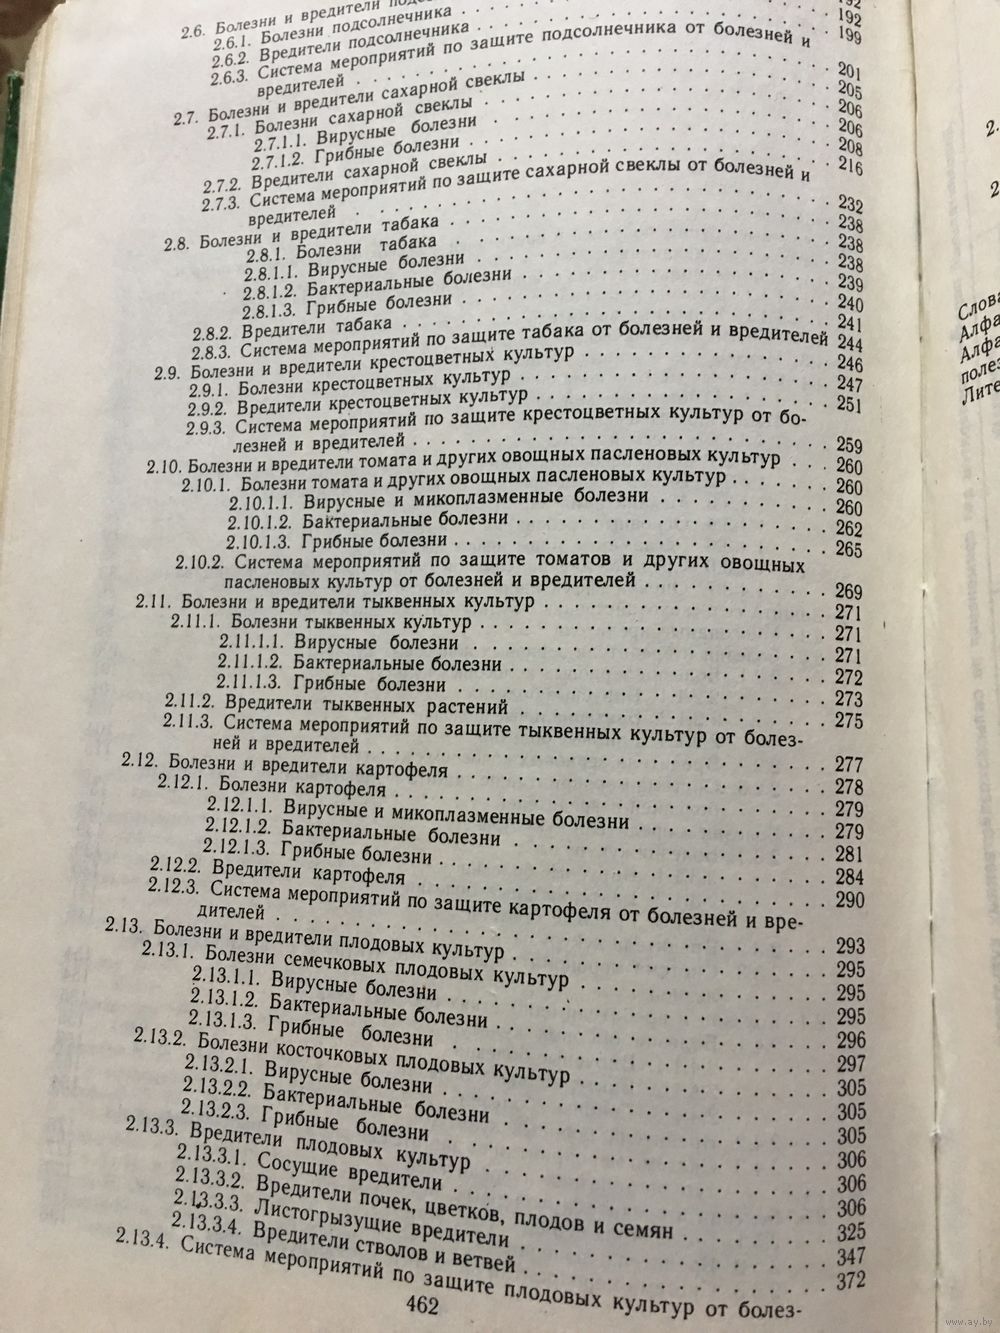 2.6. Болезни и вредители 192
2.6.1. Болезни подсолнечника 192
2.6.2. Вредители подсолнечника 199
2.6.3. Система мероприятий по защите подсолнечника от болезней и
вредителей 201
2.7. Болезни и вредители сахарной свеклы 205
2.7.1. Болезни сахарной свеклы 206
2.7.1.1. Вирусные болезни 206
2.7.1.2. Грибные болезни 208
2.7.2. Вредители сахарной свеклы 216
2.7.3. Система мероприятий по защите сахарной свеклы от болезней и
вредителей 232
2.8. Болезни и вредители табака 238
2.8.1. Болезни табака 238
2.8.1.1. Вирусные болезни 238
2.8.1.2. Бактериальные болезни 239
2.8.1.3. Грибные болезни 240
2.8.2. Вредители табака 241
2.8.3. Система мероприятий по защите табака от болезней и вредителей 244
2.9. Болезни и вредители крестоцветных культур 246
2.9.1. Болезни крестоцветных культур 247
2.9.2. Вредители крестоцветных культур 251
2.9.3. Система мероприятий по защите крестоцветных культур от бо-
лезней и вредителей 259
2.10. Болезни и вредители томата и других овощных пасленовых культур 260
2.10.1. Болезни томата и других овощных пасленовых культур 260
2.10.1.1. Вирусные и микоплазменные болезни 260
2.10.1.2. Бактериальные болезни 262
2.10.1.3. Грибные болезни 265
2.10.2. Система мероприятий по защите томатов и других овощных
пасленовых культур от болезней и вредителей 269
2.11. Болезни и вредители тыквенных культур 271
2.11.1. Болезни тыквенных культур 271
2.11.1.1. Вирусные болезни 271
2.11.1.2. Бактериальные болезни 272
2.11.1.3. Грибные болезни 273
2.11.2. Вредители тыквенных растений 275
2.11.3. Система мероприятий по защите тыквенных культур от болез-
ней и вредителей 277
2.12. Болезни и вредители картофеля 278
2.12.1. Болезни картофеля 279
2.12.1.1. Вирусные и микоплазменные болезни 279
2.12.1.2. Бактериальные болезни 281
2.12.1.3. Грибные болезни 284
2.12.2. Вредители картофеля 290
2.12.3. Система мероприятий по защите картофеля от болезней и вре-
дителей 293
2.13. Болезни и вредители плодовых культур 295
2.13.1. Болезни семечковых плодовых культур 295
2.13.1.1. Вирусные болезни 295
2.13.1.2. Бактериальные болезни 296
2.13.1.3. Грибные болезни 297
2.13.2. Болезни косточковых плодовых культур 305
2.13.2.1. Вирусные болезни 305
2.13.2.2. Бактериальные болезни 305
2.13.2.3. Грибные болезни 306
2.13.3. Вредители плодовых культур 306
2.13.3.1. Сосущие вредители 306
2.13.3.2. Вредители почек, цветков, плодов и семян 325
2.13.3.3. Листогрызущие вредители 347
2.13.3.4. Вредители стволов и ветвей 372
2.13.4. Система мероприятий по защите плодовых культур от болез-
462
www.ay.by